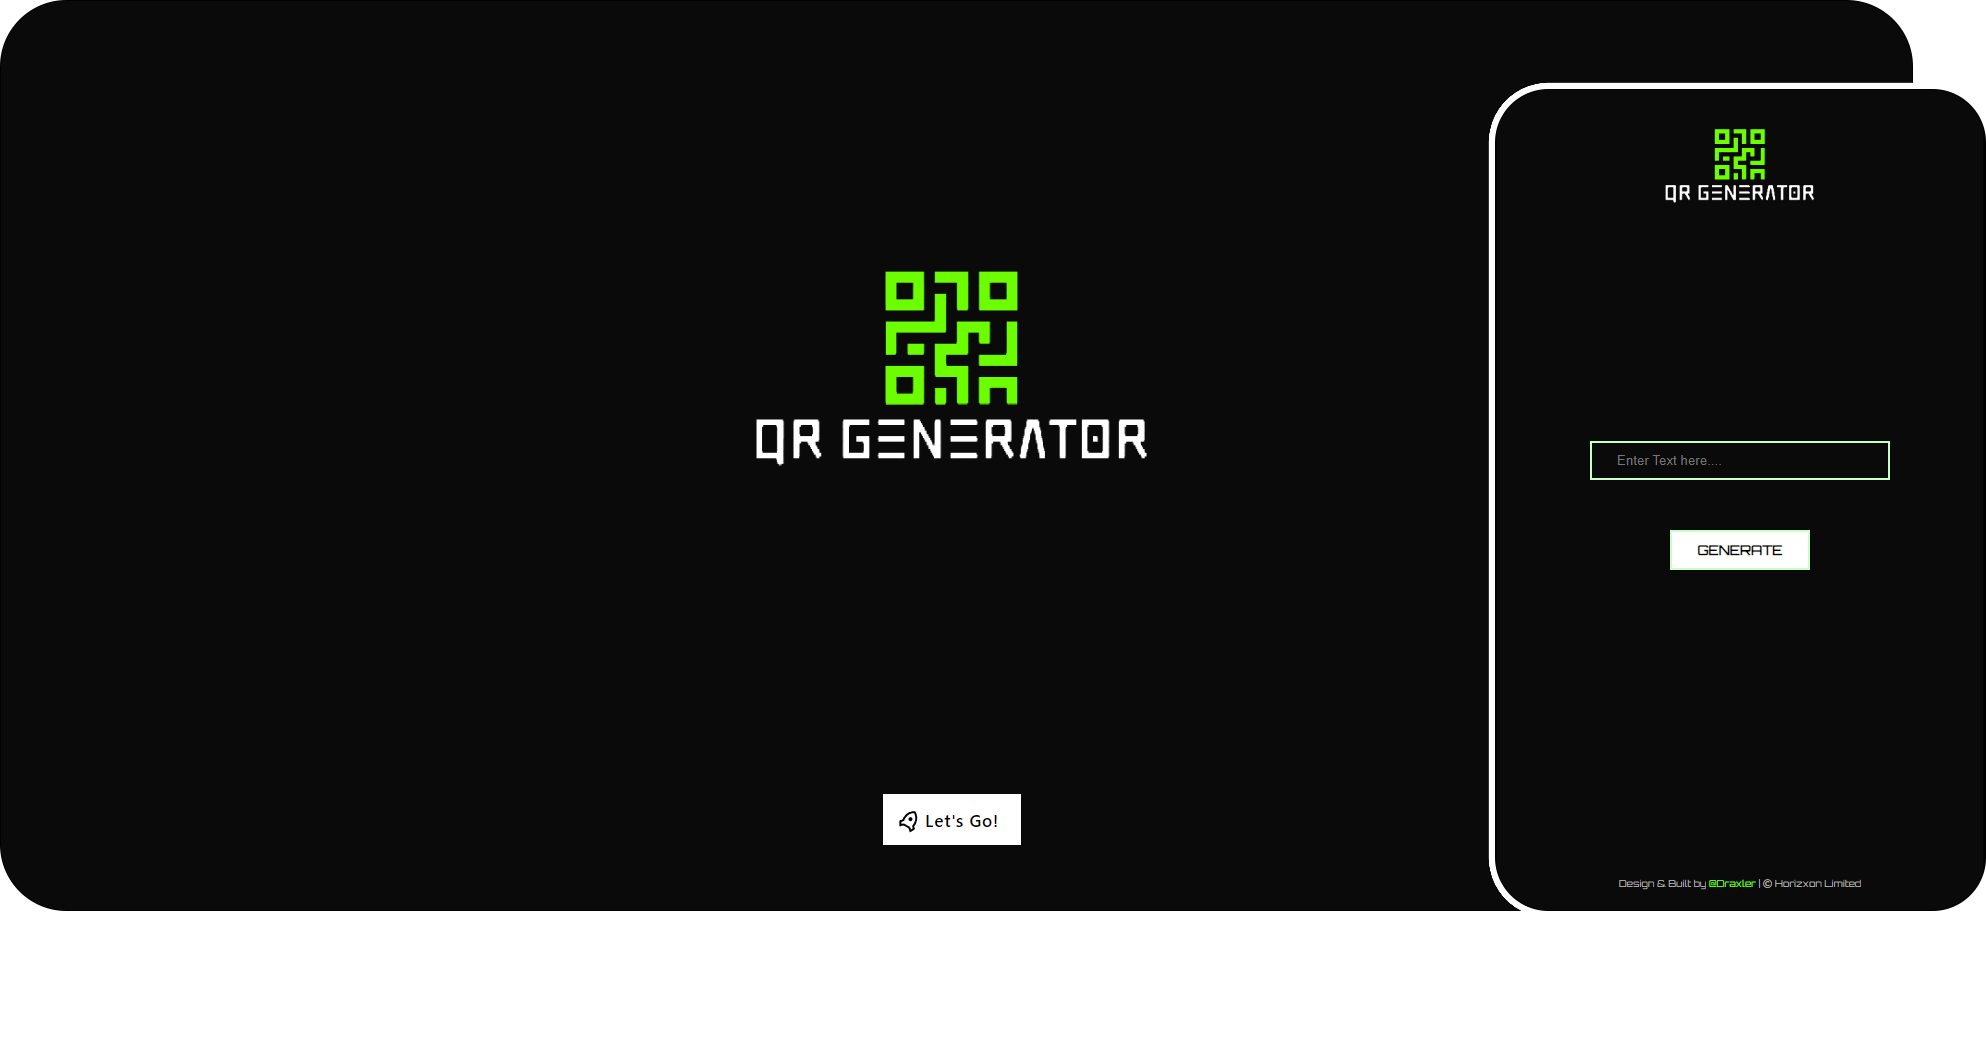 QR GENERATOR
Let's Go!
QR GENERATOR
Enter Text here....
GENERATE
Design & Built by @Draxler | © Horizxon Limited